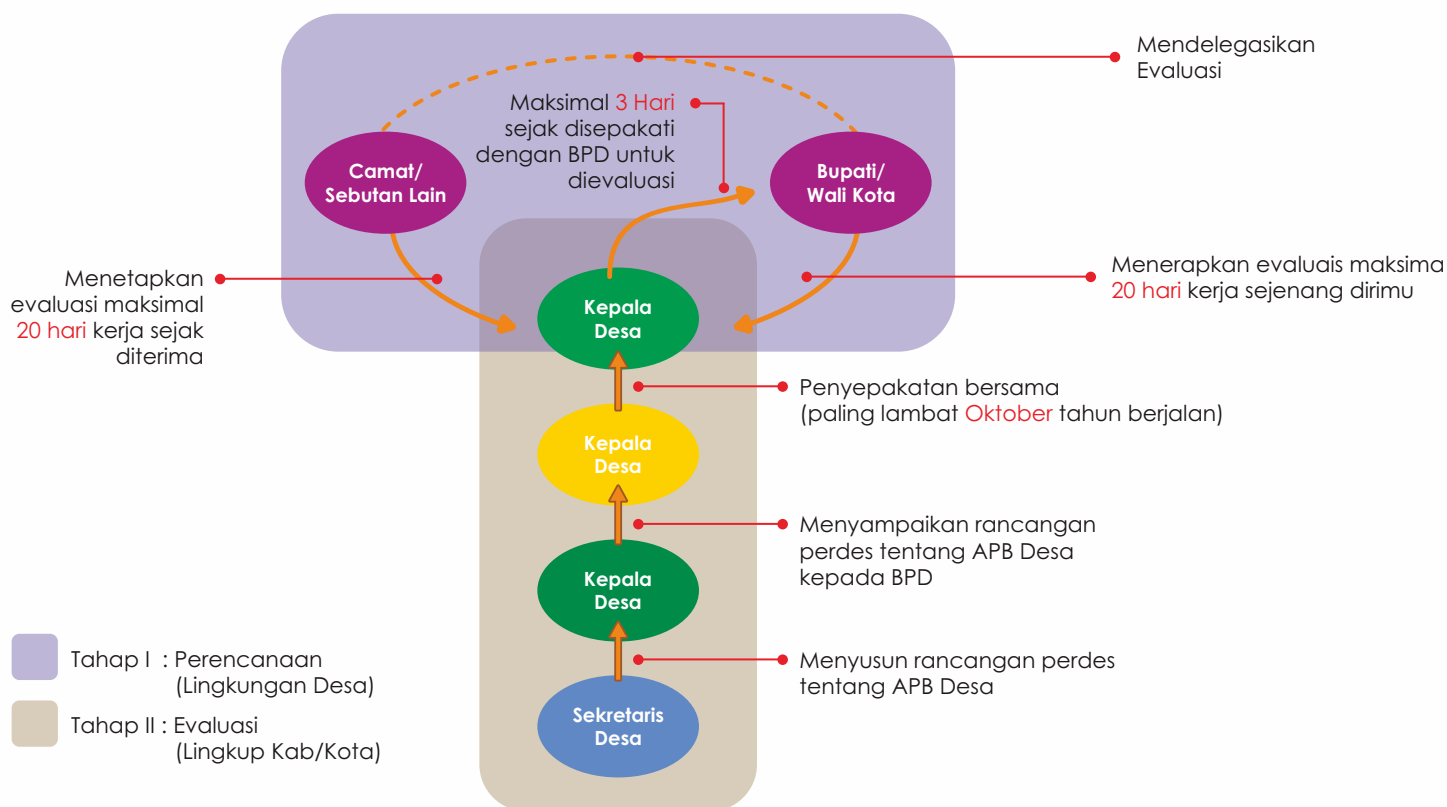 Mendelegasikan
Evaluasi
Maksimal 3 Hari
sejak disepakati
dengan BPD untuk
dievaluasi
Camat/
Sebutan Lain
Bupati/
Wali Kota
Menetapkan
evaluasi maksimal
20 hari kerja sejak
diterima
Menerapkan evaluais maksima
20 hari kerja sejenang dirimu
Kepala
Desa
Penyepakatan bersama
(paling lambat Oktober tahun berjalan)
Kepala
Desa
Menyampaikan rancangan
perdes tentang APB Desa
kepada BPD
Kepala
Desa
Menyusun rancangan perdes
tentang APB Desa
Sekretaris
Desa
Tahap I : Perencanaan
(Lingkungan Desa)
Tahap II : Evaluasi
(Lingkup Kab/Kota)